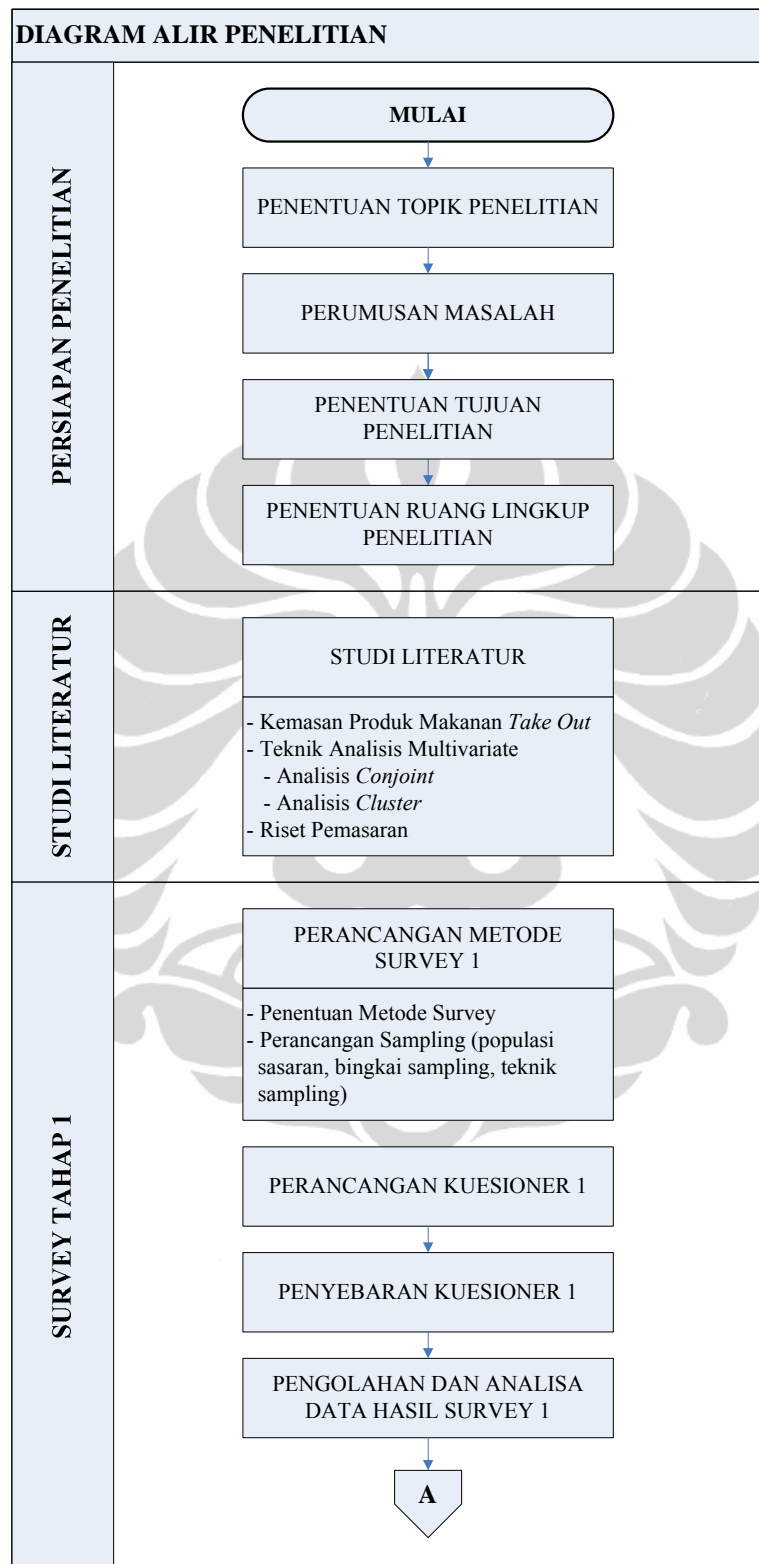 DIAGRAM ALIR PENELITIAN
PERSIAPAN PENELITIAN
MULAI
PENENTUAN TOPIK PENELITIAN
PERUMUSAN MASALAH
PENENTUAN TUJUAN
PENELITIAN
PENENTUAN RUANG LINGKUP
PENELITIAN
STUDI LITERATUR
STUDI LITERATUR
- Kemasan Produk Makanan Take Out
- Teknik Analisis Multivariate
- Analisis Conjoint
- Analisis Cluster
- Riset Pemasaran
SURVEY TAHAP 1
PERANCANGAN METODE
SURVEY 1
- Penentuan Metode Survey
- Perancangan Sampling (populasi
sasaran, bingkai sampling, teknik
sampling)
PERANCANGAN KUESIONER 1
PENYEBARAN KUESIONER 1
PENGOLAHAN DAN ANALISA
DATA HASIL SURVEY 1
A